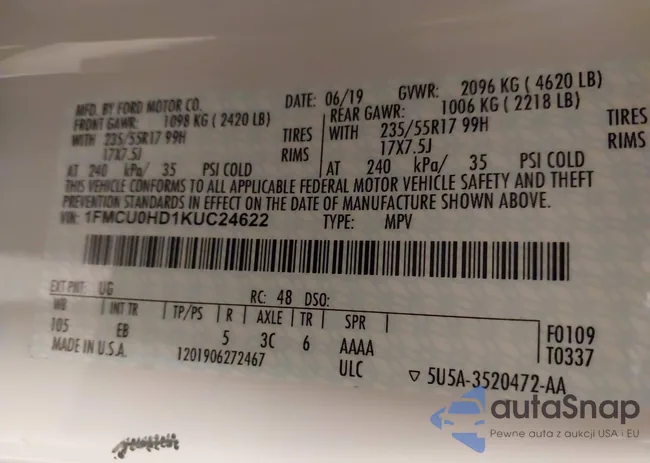 MFD. BY FORD MOTOR CO.
DATE: 06/19 GVWR: 2096 KG ( 4620 LB)
FRONT GAWR: 1098 KG ( 2420 LB)
REAR GAWR: 1006 KG ( 2218 LB)
WITH 235/55R17 99H TIRES
WITH 235/55R17 99H TIRES
17X7.5J RIMS
17X7.5J RIMS
AT 240 kPa/ 35 PSI COLD
AT 240 kPa/ 35 PSI COLD
THIS VEHICLE CONFORMS TO ALL APPLICABLE FEDERAL MOTOR VEHICLE SAFETY AND THEFT
PREVENTION STANDARDS IN EFFECT ON THE DATE OF MANUFACTURE SHOWN ABOVE.
VIN: 1FMCU0HD1KUC24622 TYPE: MPV
EXT PNT: UG RC: 48 DSO:
WB INT TR TP/PS R AXLE TR SPR F0109
105 EB 5 3C 6 AAAA T0337
MADE IN U.S.A. 1201906272467 ULC ▽ 5U5A-3520472-AA
autaSnap
Pewne auta z aukcji USA i EU